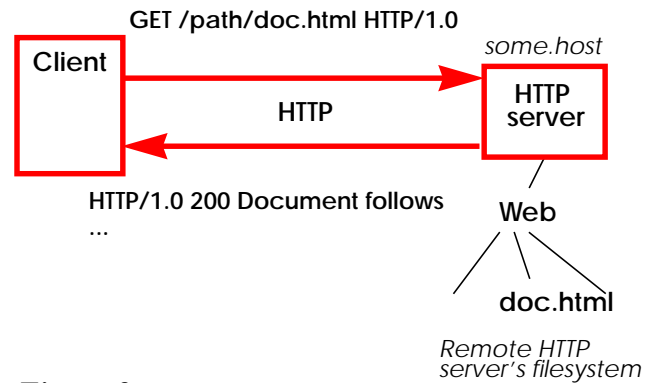 GET /path/doc.html HTTP/1.0
some.host
Client
HTTP
server
HTTP
HTTP/1.0 200 Document follows
...
Web
doc.html
Remote HTTP
server's filesystem